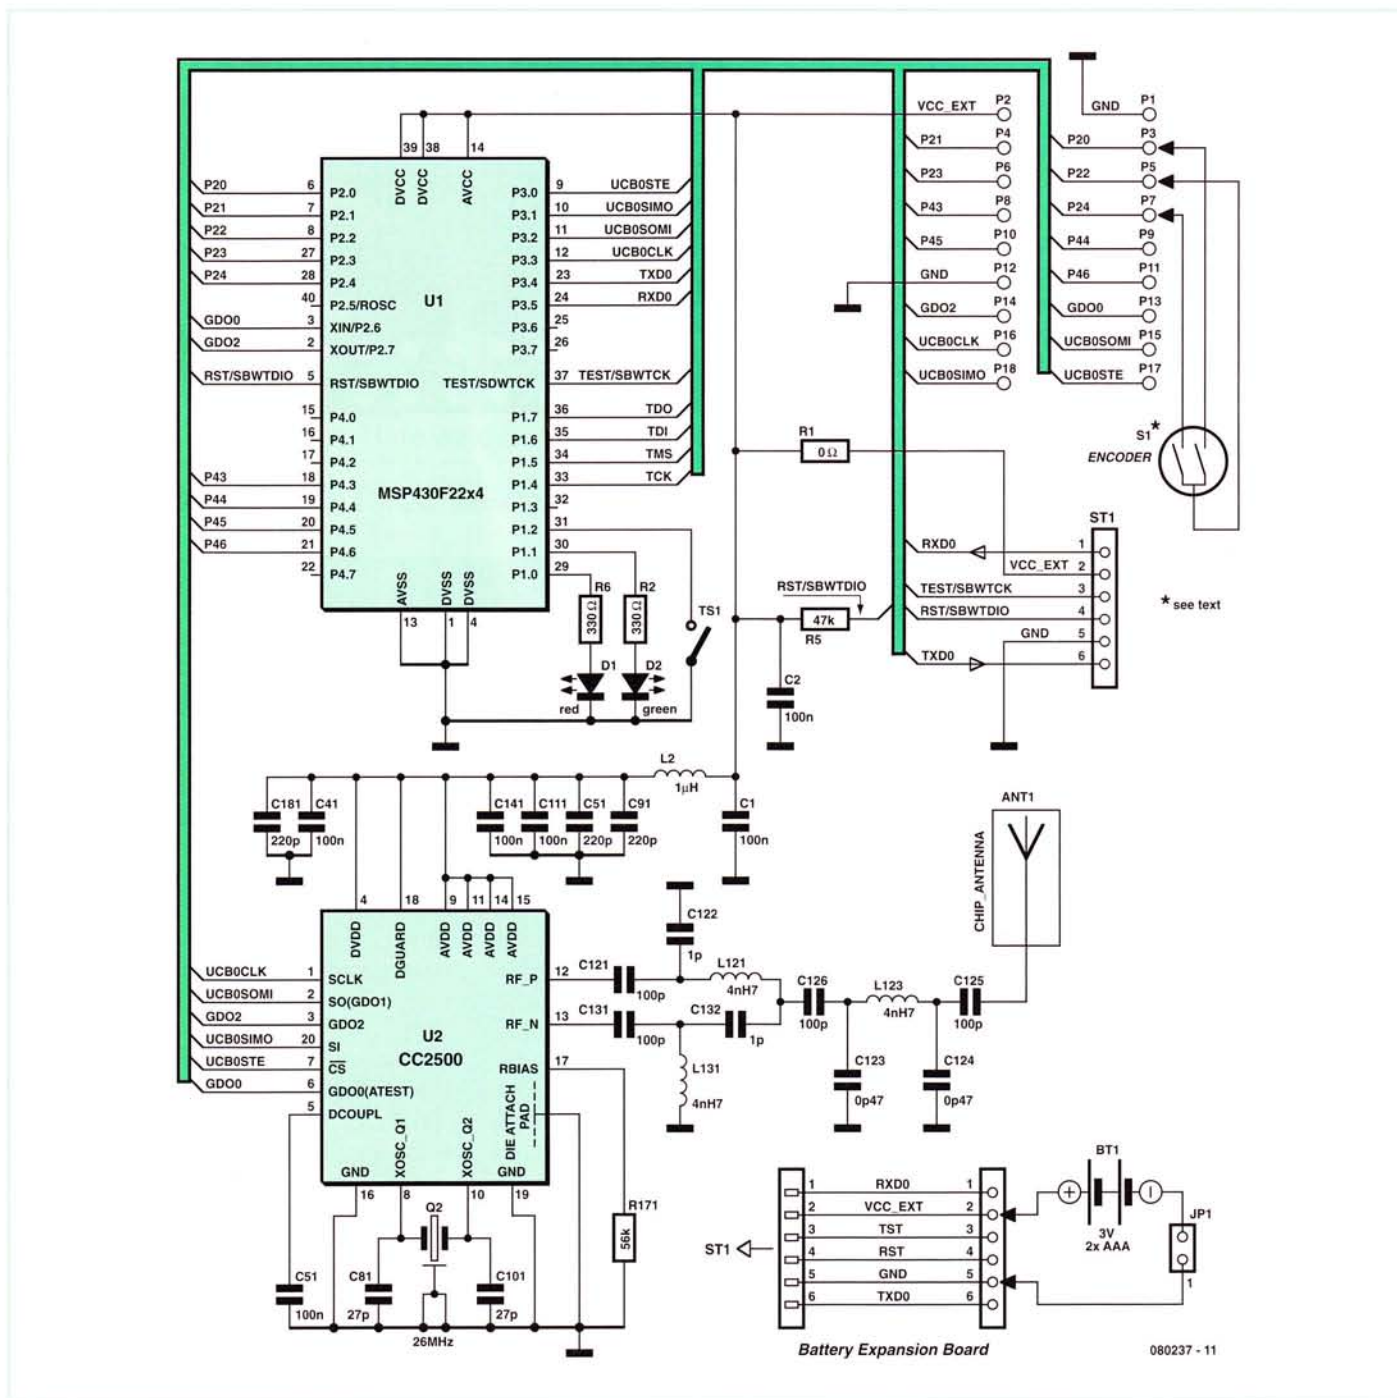 VCC_EXT P2
GND P1
P21 P4
P20 P3
P23 P6
P22 P5
P43 P8
P24 P7
P45 P10
P44 P9
GND P12
P46 P11
GDO2 P14
GDO0 P13
UCB0CLK P16
UCB0SOMI P15
UCB0SIMO P18
UCB0STE P17
39 38 14
DVCC DVCC AVCC
P20 6 P2.0
P21 7 P2.1
P22 8 P2.2
P23 27 P2.3
P24 28 P2.4
40 P2.5/ROSC
GDO0 3 XIN/P2.6
GDO2 2 XOUT/P2.7
RST/SBWTDIO 5 RST/SBWTDIO
15 P4.0
16 P4.1
17 P4.2
P43 18 P4.3
P44 19 P4.4
P45 20 P4.5
P46 21 P4.6
22 P4.7
U1
MSP430F22x4
P3.0 9 UCB0STE
P3.1 10 UCB0SIMO
P3.2 11 UCB0SOMI
P3.3 12 UCB0CLK
P3.4 23 TXD0
P3.5 24 RXD0
P3.6 25
P3.7 26
TEST/SDWTCK 37 TEST/SBWTCK
P1.7 36 TDO
P1.6 35 TDI
P1.5 34 TMS
P1.4 33 TCK
P1.3 32
P1.2 31
P1.1 30
P1.0 29
AVSS DVSS DVSS
13 1 4
R6
330 Ω
R2
330 Ω
TS1
D1
red
D2
green
R1
0 Ω
S1*
ENCODER
ST1
RXD0 1
VCC_EXT 2
TEST/SBWTCK 3
RST/SBWTDIO 4
GND 5
TXD0 6
* see text
RST/SBWTDIO
47k
R5
C2
100n
L2
1µH
C181
220p
C41
100n
C141
100n
C111
100n
C51
220p
C91
220p
C1
100n
ANT1
CHIP_ANTENNA
4 18 9 11 14 15
DVDD DGUARD AVDD AVDD AVDD AVDD
UCB0CLK 1 SCLK
UCB0SOMI 2 SO(GDO1)
GDO2 3 GDO2
UCB0SIMO 20 SI
UCB0STE 7 CS
GDO0 6 GDO0(ATEST)
5 DCOUPL
U2
CC2500
RF_P 12
RF_N 13
RBIAS 17
DIE ATTACH PAD
GND XOSC_Q1 XOSC_Q2 GND
16 8 10 19
C122
1p
C121
100p
L121
4nH7
C131
100p
C132
1p
L131
4nH7
C126
100p
L123
4nH7
C125
100p
C123
0p47
C124
0p47
Q2
26MHz
C51
100n
C81
27p
C101
27p
R171
56k
ST1
1 RXD0 1
2 VCC_EXT 2
3 TST 3
4 RST 4
5 GND 5
6 TXD0 6
BT1
+ −
3V
2x AAA
JP1
1
Battery Expansion Board
080237 - 11